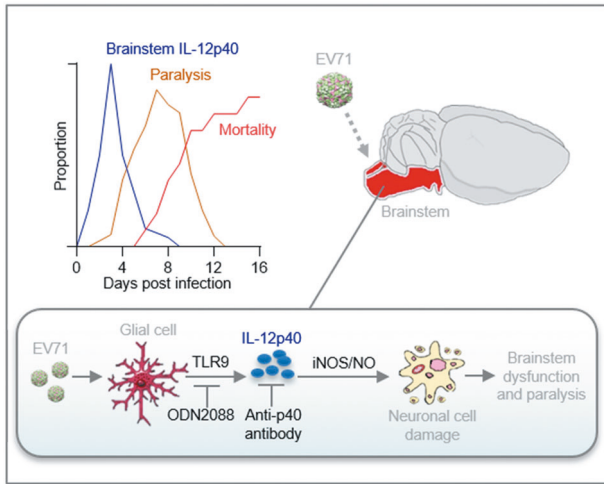 Brainstem IL-12p40
Paralysis
Mortality
Proportion
0 4 8 12 16
Days post infection
EV71
Brainstem
EV71
Glial cell
TLR9
ODN2088
IL-12p40
Anti-p40
antibody
iNOS/NO
Neuronal cell
damage
Brainstem
dysfunction
and paralysis